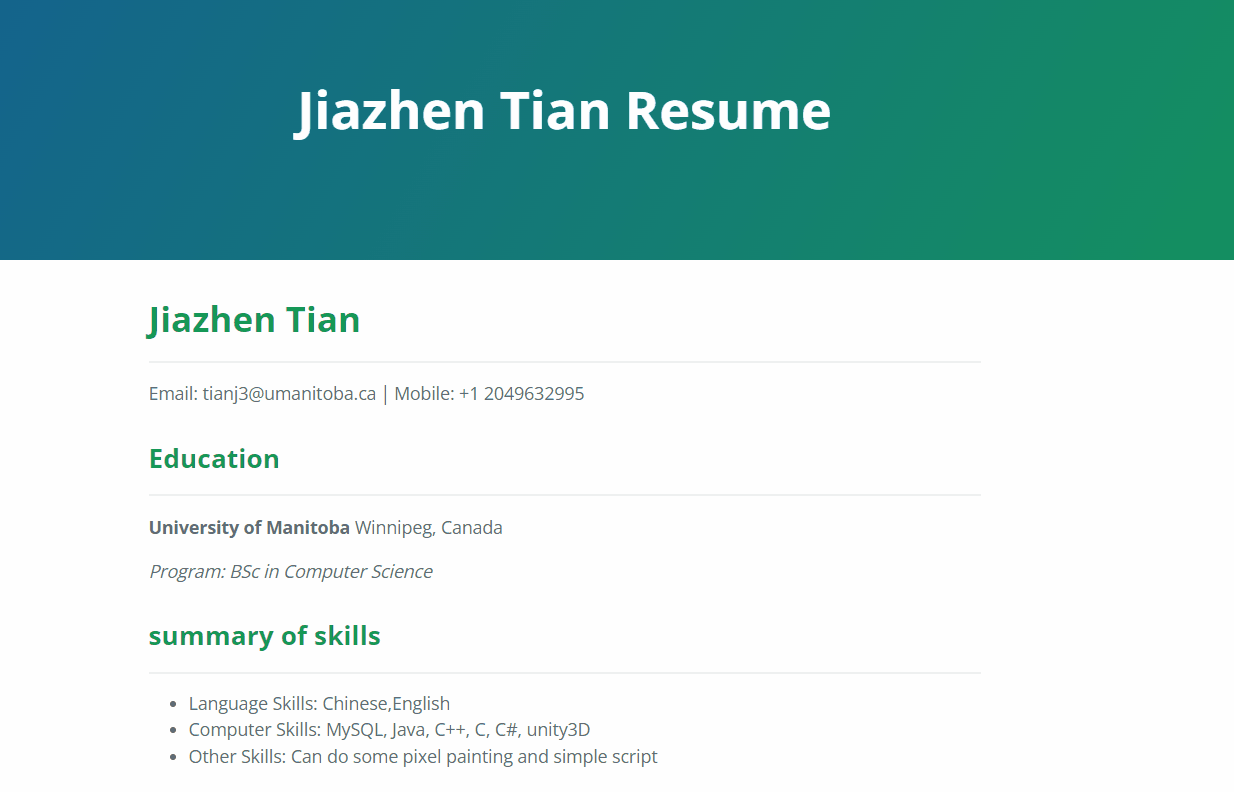 Jiazhen Tian Resume
Jiazhen Tian
Email: tianj3@umanitoba.ca | Mobile: +1 2049632995
Education
University of Manitoba Winnipeg, Canada
Program: BSc in Computer Science
summary of skills
Language Skills: Chinese,English
Computer Skills: MySQL, Java, C++, C, C#, unity3D
Other Skills: Can do some pixel painting and simple script